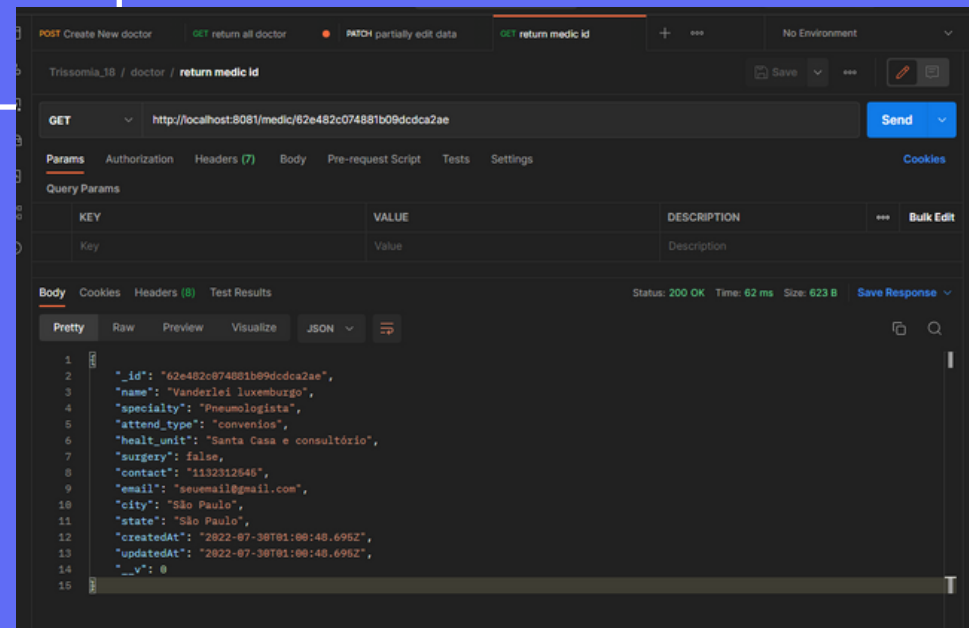 POST Create New doctor GET return all doctor PATCH partially edit data GET return medic id + No Environment
Trissomia_18 / doctor / return medic id Save
GET http://localhost:8081/medic/62e482c074881b09dcdca2ae Send
Params Authorization Headers (7) Body Pre-request Script Tests Settings Cookies
Query Params
KEY VALUE DESCRIPTION Bulk Edit
Key Value Description
Body Cookies Headers (8) Test Results Status: 200 OK Time: 62 ms Size: 623 B Save Response
Pretty Raw Preview Visualize JSON
1 {
2 "_id": "62e482c074881b09dcdca2ae",
3 "name": "Vanderlei luxemburgo",
4 "specialty": "Pneumologista",
5 "attend_type": "convenios",
6 "healt_unit": "Santa Casa e consultório",
7 "surgery": false,
8 "contact": "1132312545",
9 "email": "seuemail@gmail.com",
10 "city": "São Paulo",
11 "state": "São Paulo",
12 "createdAt": "2022-07-30T01:00:48.695Z",
13 "updatedAt": "2022-07-30T01:00:48.695Z",
14 "__v": 0
15 }